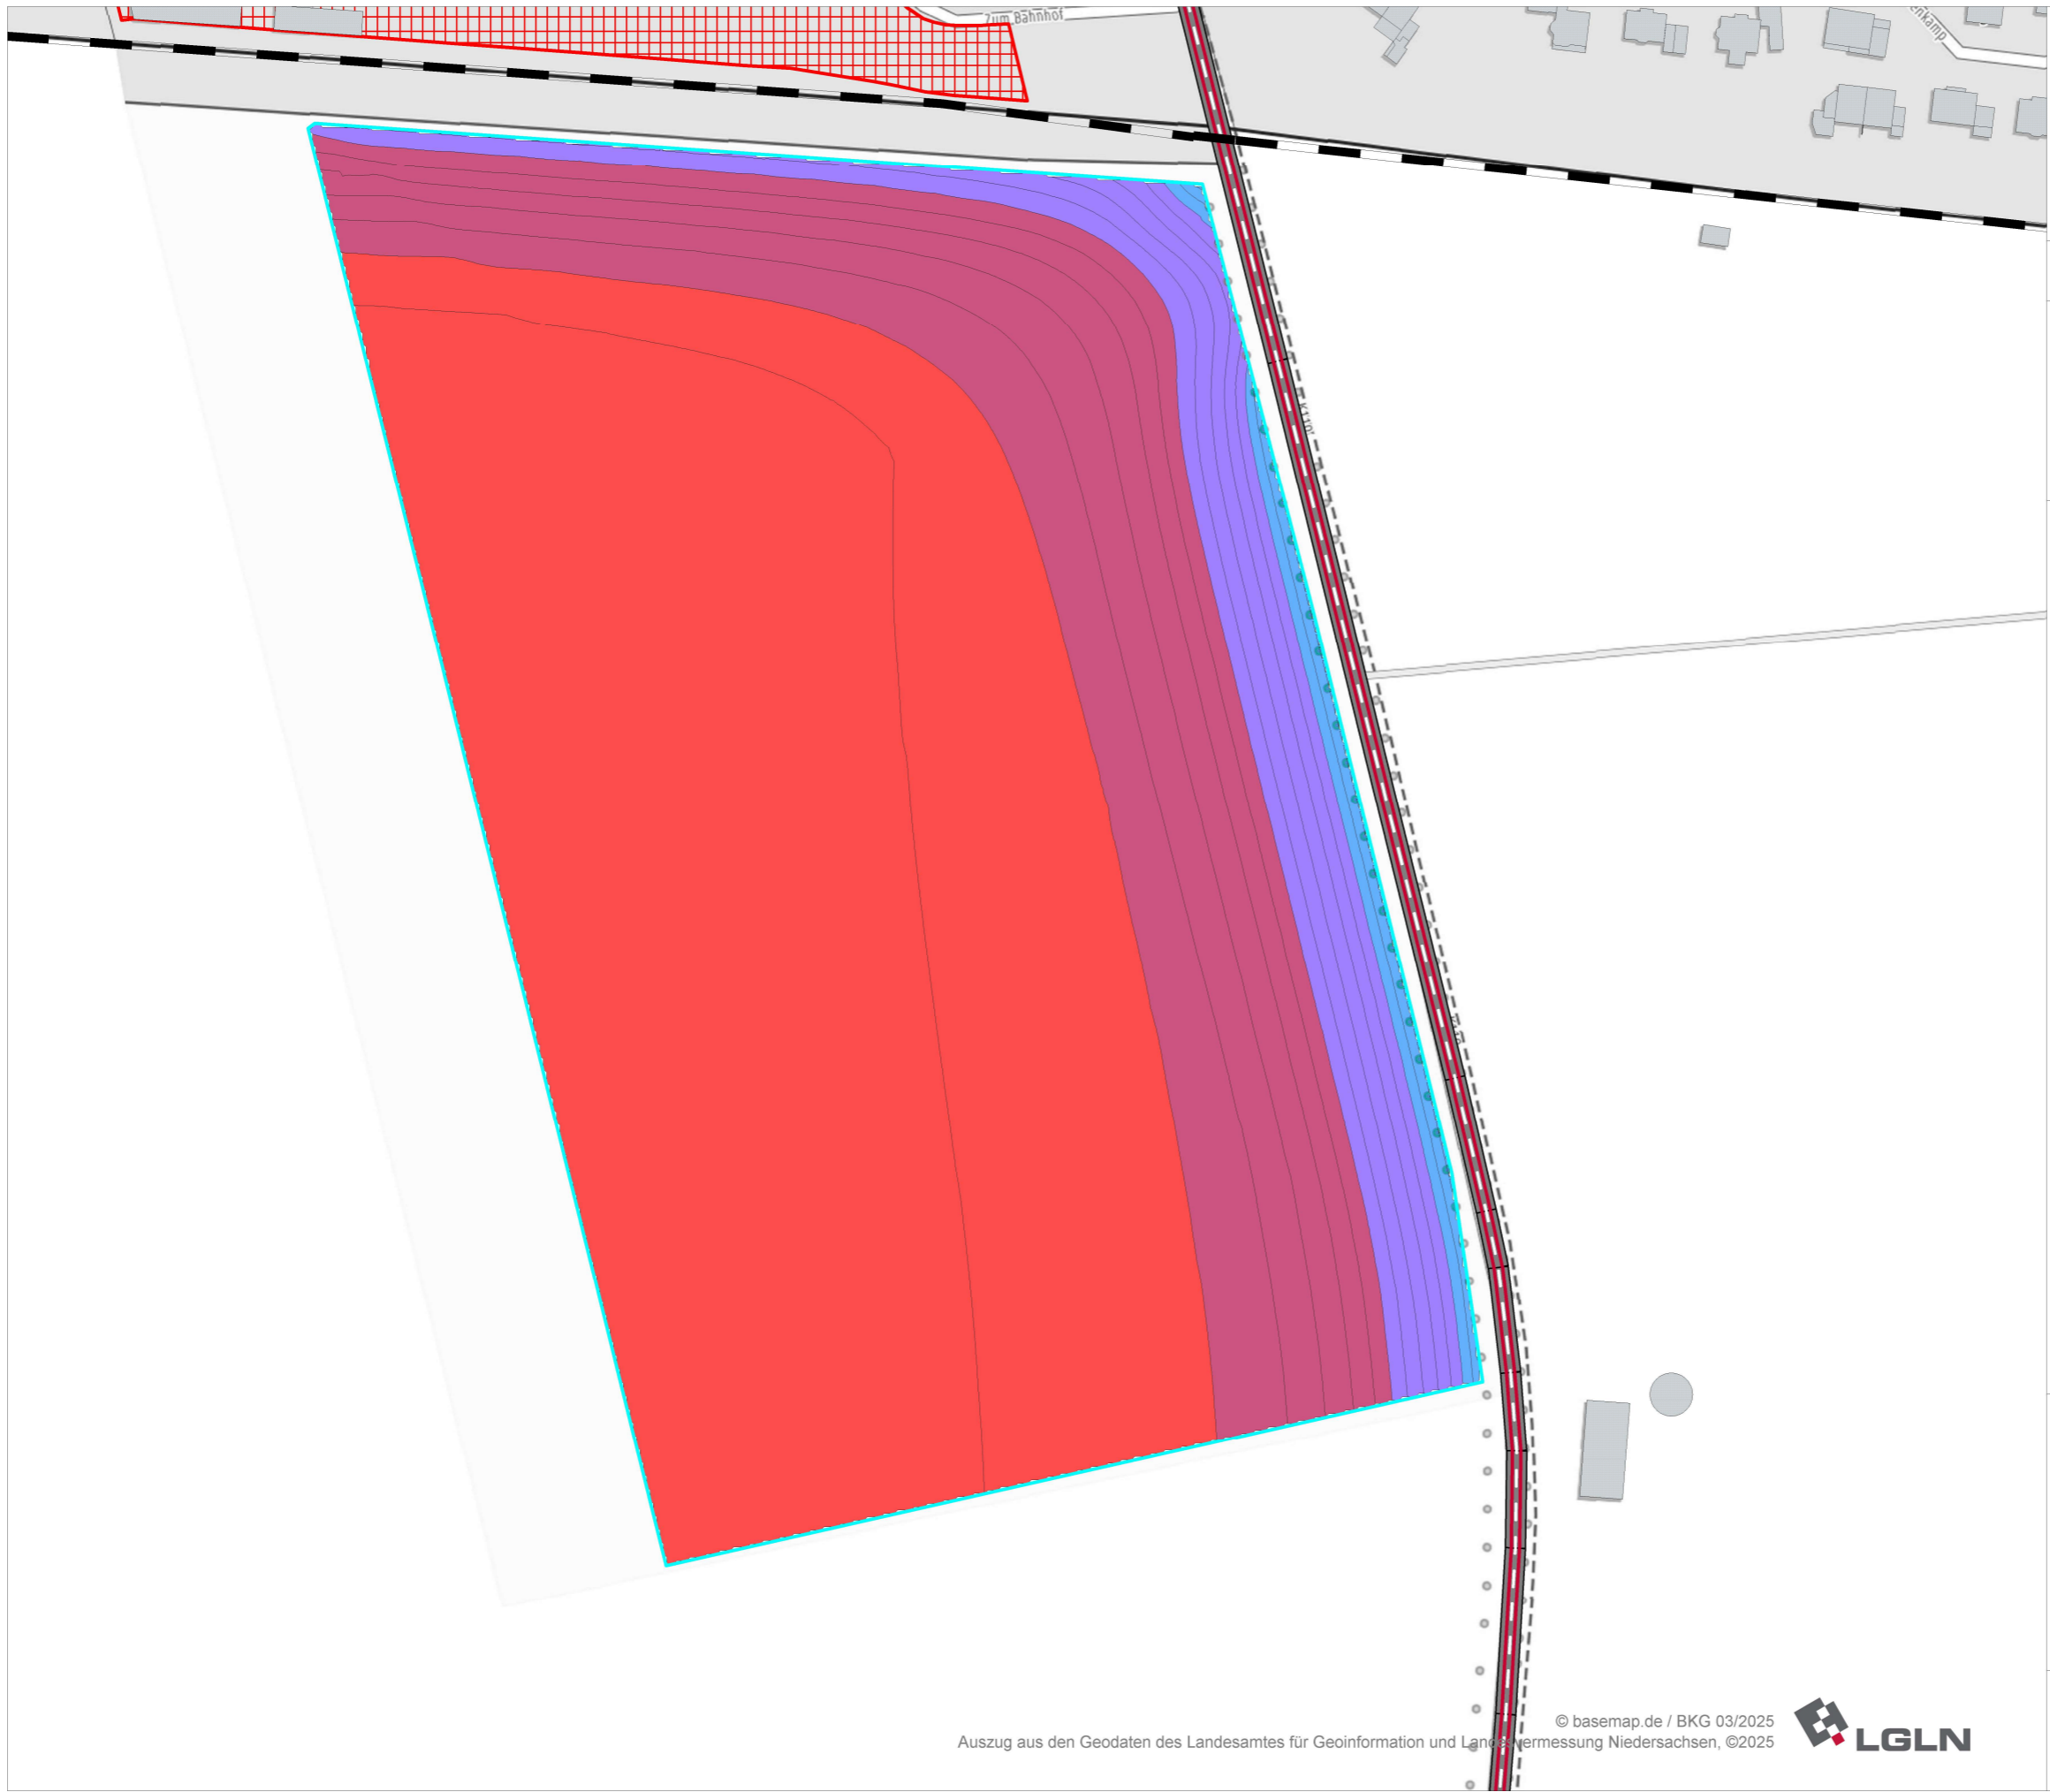 Zum Bahnhof
enkamp
K110
© basemap.de / BKG 03/2025
Auszug aus den Geodaten des Landesamtes für Geoinformation und Landesvermessung Niedersachsen, ©2025
LGLN